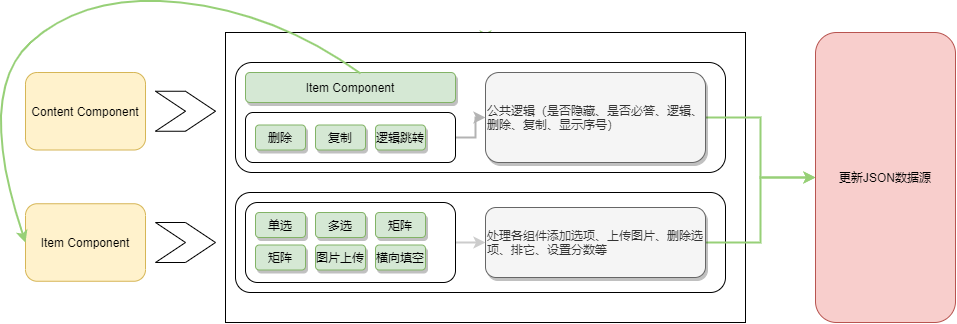 Content Component
Item Component
删除
复制
逻辑跳转
公共逻辑（是否隐藏、是否必答、逻辑、
删除、复制、显示序号）
更新JSON数据源
Item Component
单选
多选
矩阵
矩阵
图片上传
横向填空
处理各组件添加选项、上传图片、删除选
项、排它、设置分数等